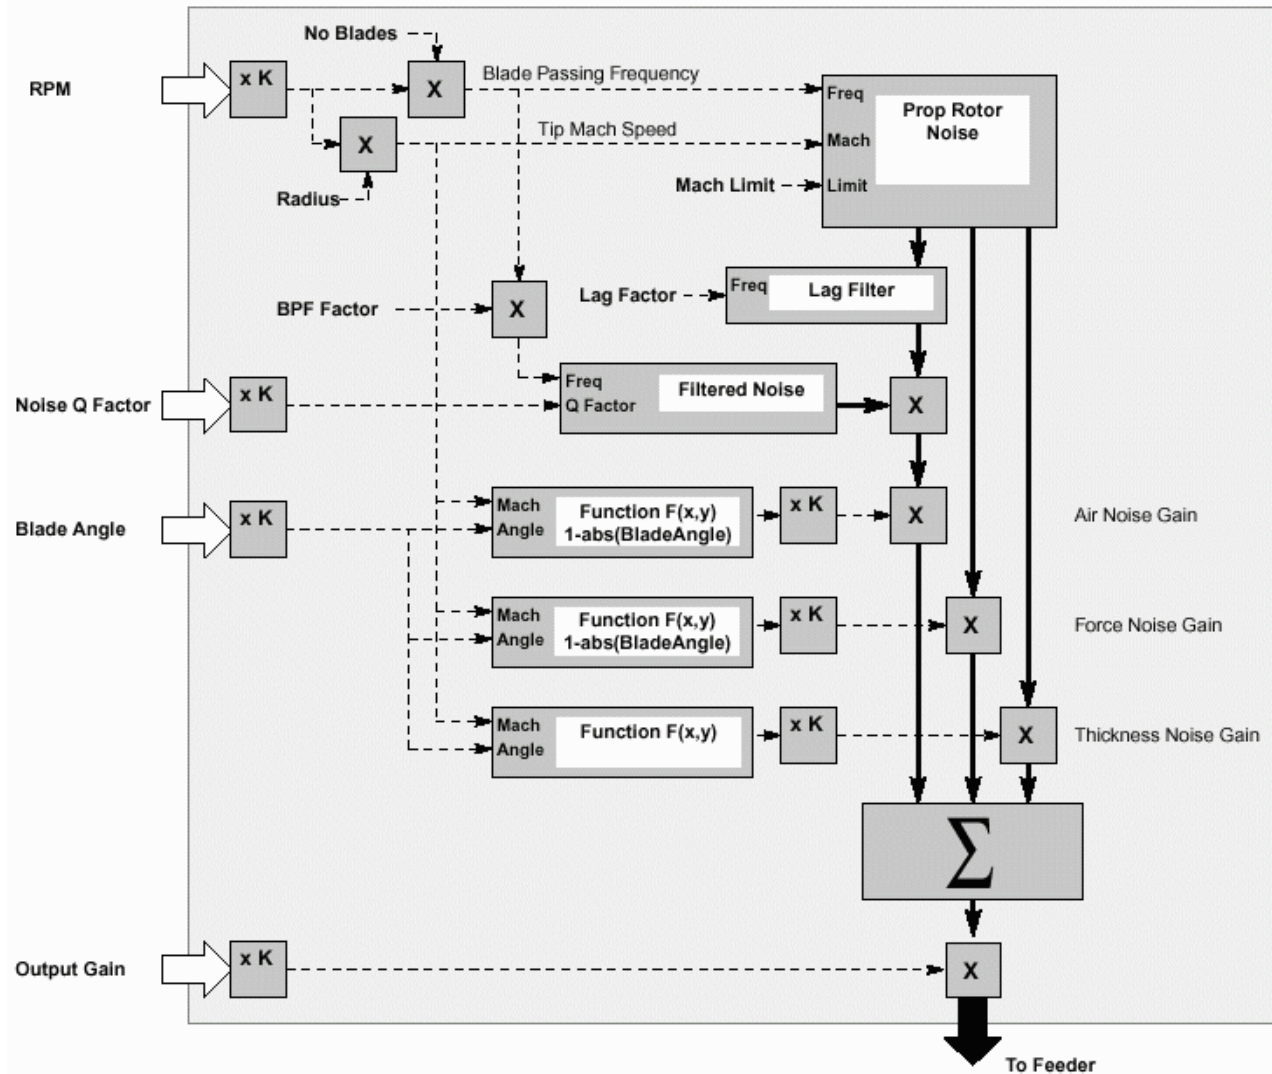 No Blades
RPM
x K
X
Blade Passing Frequency
Freq
Prop Rotor
Noise
X
Tip Mach Speed
Mach
Mach Limit
Limit
Radius
BPF Factor
X
Lag Factor
Freq
Lag Filter
Noise Q Factor
x K
Freq
Q Factor
Filtered Noise
X
Blade Angle
x K
Mach
Angle
Function F(x,y)
1-abs(BladeAngle)
x K
X
Air Noise Gain
Mach
Angle
Function F(x,y)
1-abs(BladeAngle)
x K
X
Force Noise Gain
Mach
Angle
Function F(x,y)
x K
X
Thickness Noise Gain
Σ
Output Gain
x K
X
To Feeder